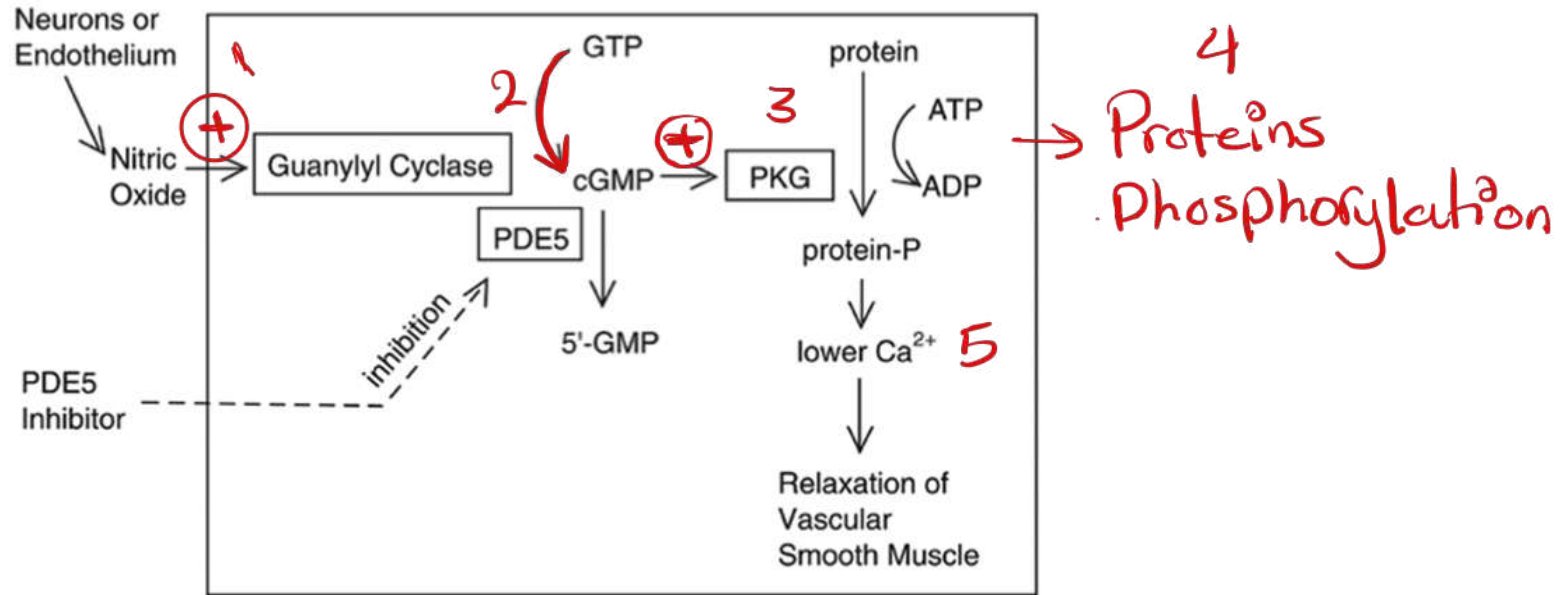 Neurons or
Endothelium
Nitric
Oxide
1
+
Guanylyl Cyclase
2
GTP
cGMP
+
3
PKG
PDE5
5'-GMP
inhibition
PDE5
Inhibitor
protein
ATP
ADP
protein-P
lower Ca²⁺ 5
Relaxation of
Vascular
Smooth Muscle
4
Proteins
Phosphorylation